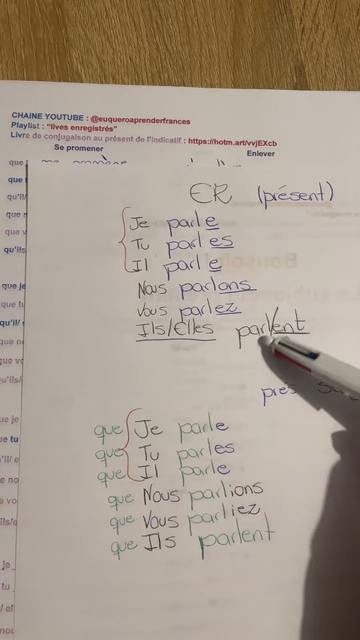 CHAINE YOUTUBE : @euqueroaprenderfrances
Playlist : "lives enregistrés"
Livre de conjugaison au présent de l'indicatif : https://hotm.art/vvjEXcb
Se promener Enlever
ER (présent)
Je parle
Tu parles
Il parle
Nous parlons
Vous parlez
Ils/Elles parlent
que Je parle
que Tu parles
que Il parle
que Nous parlions
que Vous parliez
que Ils parlent